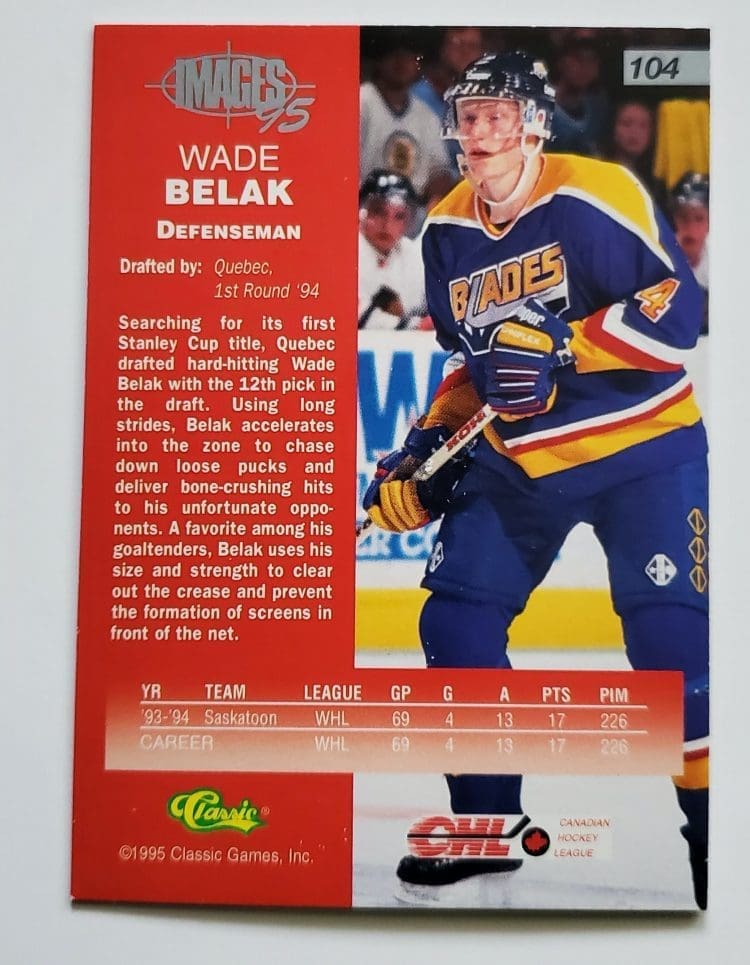 IMAGES
95
104
WADE
BELAK
DEFENSEMAN
Drafted by: Quebec,
1st Round '94
Searching for its first
Stanley Cup title, Quebec
drafted hard-hitting Wade
Belak with the 12th pick in
the draft. Using long
strides, Belak accelerates
into the zone to chase
down loose pucks and
deliver bone-crushing hits
to his unfortunate oppo-
nents. A favorite among his
goaltenders, Belak uses his
size and strength to clear
out the crease and prevent
the formation of screens in
front of the net.
BLADES
4
KOHO
YR TEAM LEAGUE GP G A PTS PIM
'93-'94 Saskatoon WHL 69 4 13 17 226
CAREER WHL 69 4 13 17 226
Classic®
©1995 Classic Games, Inc.
CHL
CANADIAN
HOCKEY
LEAGUE